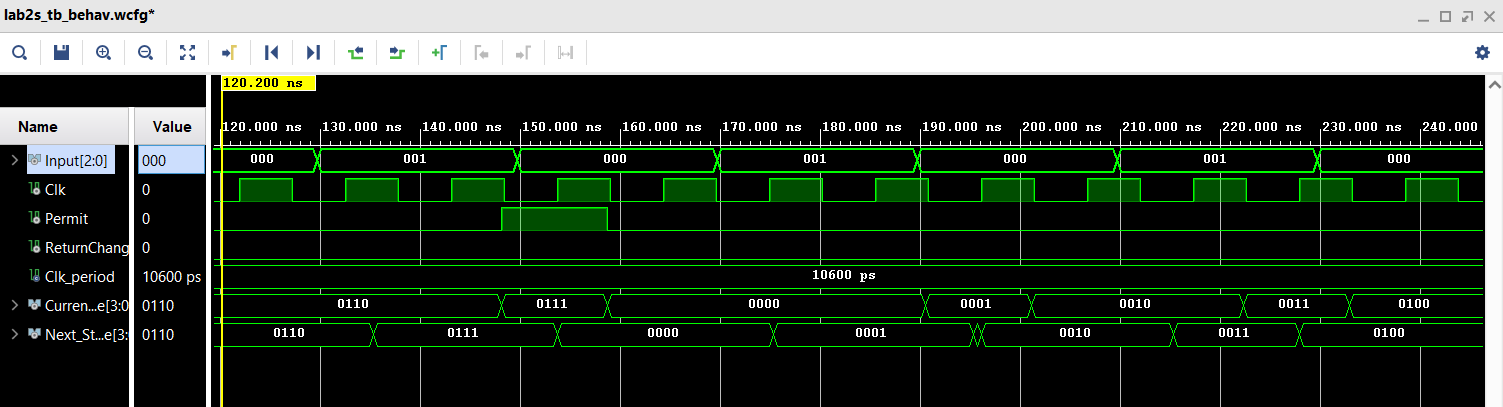 lab2s_tb_behav.wcfg*
120.200 ns
Name Value
120.000 ns 130.000 ns 140.000 ns 150.000 ns 160.000 ns 170.000 ns 180.000 ns 190.000 ns 200.000 ns 210.000 ns 220.000 ns 230.000 ns 240.000
Input[2:0] 000 000 001 000 001 000 001 000
Clk 0
Permit 0
ReturnChang 0
Clk_period 10600 ps 10600 ps
Curren...e[3:0 0110 0110 0111 0000 0001 0010 0011 0100
Next_St...e[3: 0110 0110 0111 0000 0001 0010 0011 0100